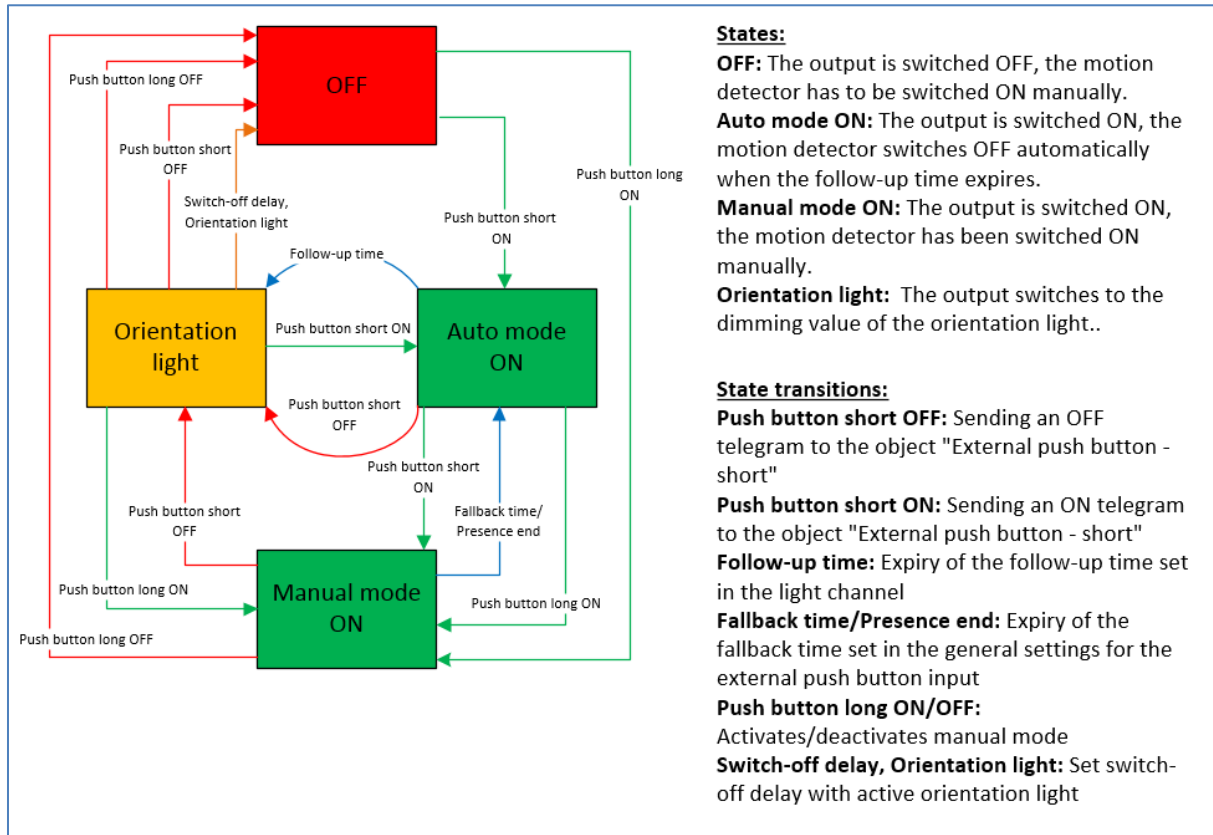 OFF
Push button long OFF
Push button short
OFF
Switch-off delay,
Orientation light
Push button long
ON
Push button short
ON
Follow-up time
Orientation
light
Push button short ON
Auto mode
ON
Push button short
OFF
Push button short
ON
Push button short
OFF
Fallback time/
Presence end
Push button long ON
Manual mode
ON
Push button long ON
Push button long OFF
States:
OFF: The output is switched OFF, the motion
detector has to be switched ON manually.
Auto mode ON: The output is switched ON, the
motion detector switches OFF automatically
when the follow-up time expires.
Manual mode ON: The output is switched ON,
the motion detector has been switched ON
manually.
Orientation light:  The output switches to the
dimming value of the orientation light..
State transitions:
Push button short OFF: Sending an OFF
telegram to the object "External push button -
short"
Push button short ON: Sending an ON telegram
to the object "External push button - short"
Follow-up time: Expiry of the follow-up time set
in the light channel
Fallback time/Presence end: Expiry of the
fallback time set in the general settings for the
external push button input
Push button long ON/OFF:
Activates/deactivates manual mode
Switch-off delay, Orientation light: Set switch-
off delay with active orientation light